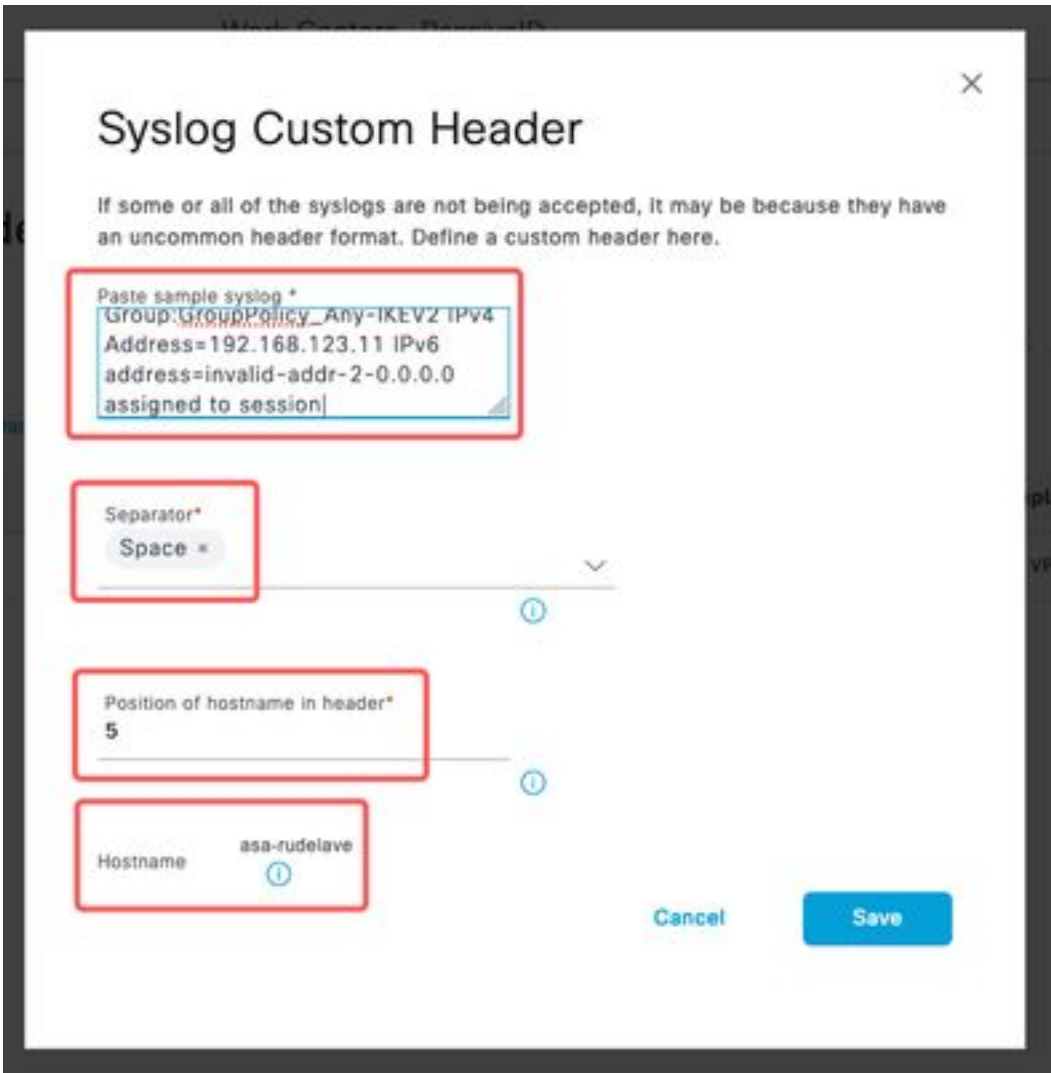 Work Centers · PassiveID
Syslog Custom Header
If some or all of the syslogs are not being accepted, it may be because they have
an uncommon header format. Define a custom header here.
Paste sample syslog *
Group:GroupPolicy_Any-IKEV2 IPv4
Address=192.168.123.11 IPv6
address=invalid-addr-2-0.0.0.0
assigned to session
Separator*
Space ×
Position of hostname in header*
5
Hostname asa-rudelave
Cancel Save